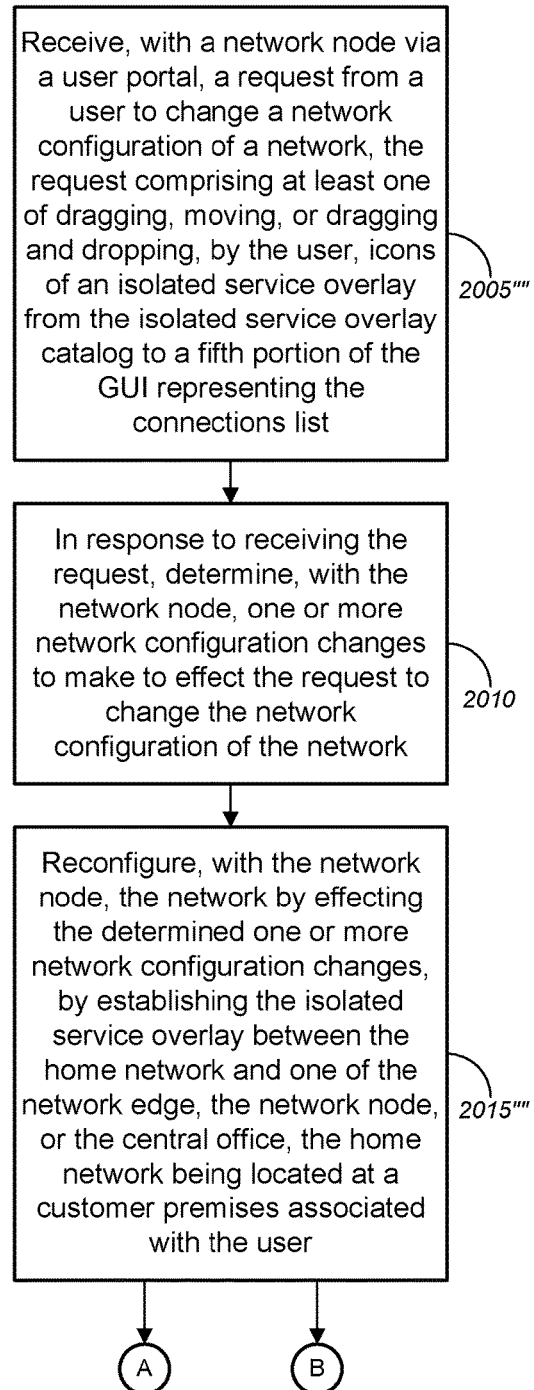 Receive, with a network node via
a user portal, a request from a
user to change a network
configuration of a network, the
request comprising at least one
of dragging, moving, or dragging
and dropping, by the user, icons
of an isolated service overlay
from the isolated service overlay
catalog to a fifth portion of the
GUI representing the
connections list
2005""
In response to receiving the
request, determine, with the
network node, one or more
network configuration changes
to make to effect the request to
change the network
configuration of the network
2010
Reconfigure, with the network
node, the network by effecting
the determined one or more
network configuration changes,
by establishing the isolated
service overlay between the
home network and one of the
network edge, the network node,
or the central office, the home
network being located at a
customer premises associated
with the user
2015""
A
B